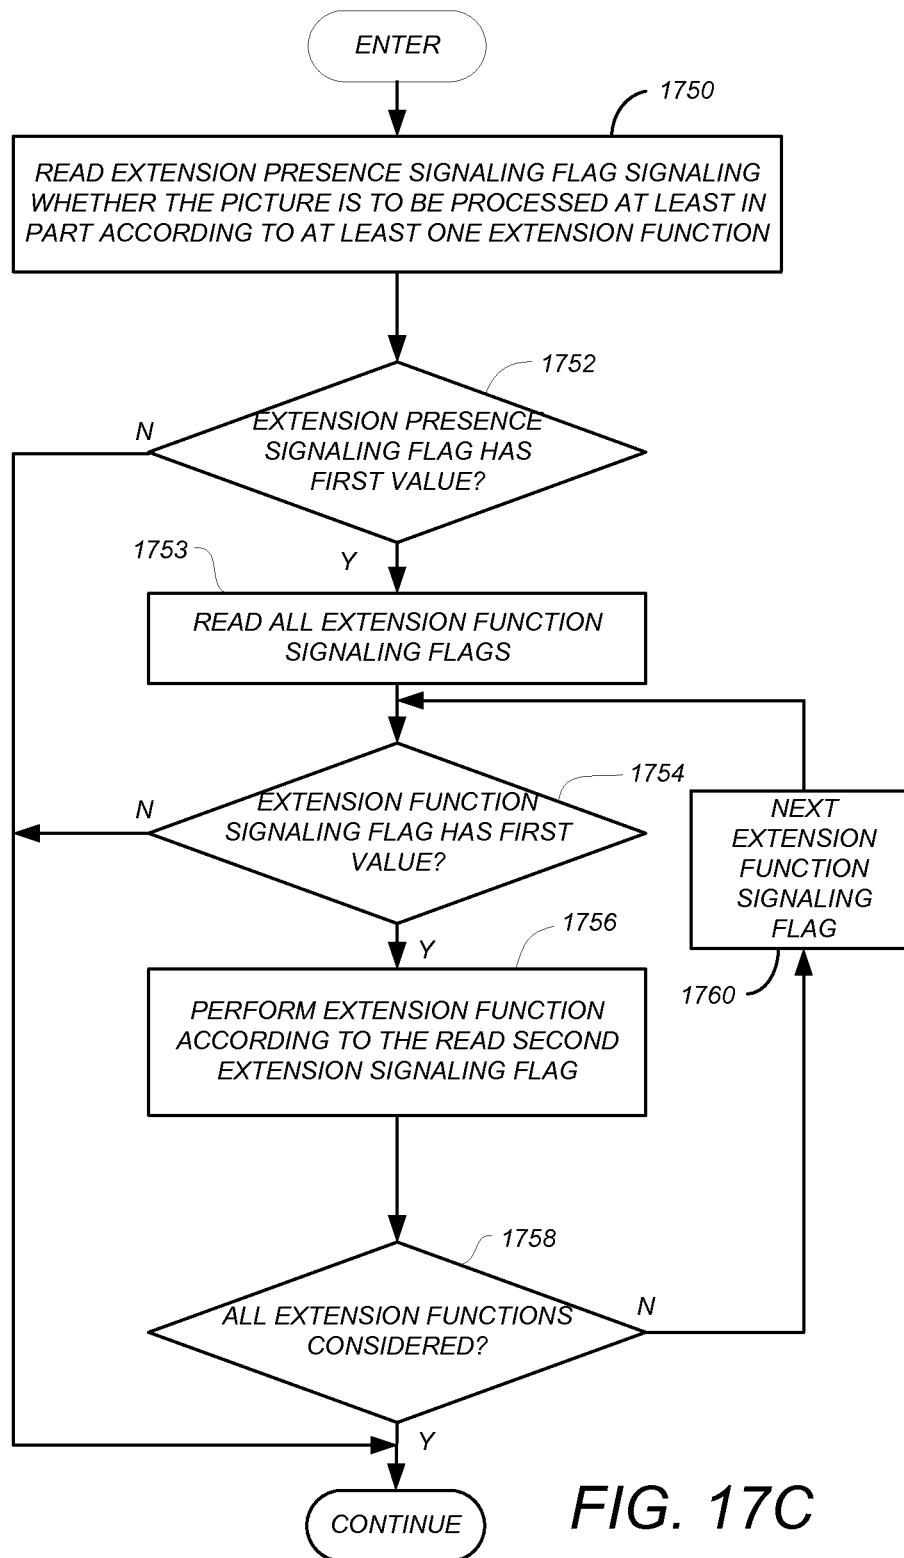 ENTER
1750
READ EXTENSION PRESENCE SIGNALING FLAG SIGNALING
WHETHER THE PICTURE IS TO BE PROCESSED AT LEAST IN
PART ACCORDING TO AT LEAST ONE EXTENSION FUNCTION
1752
N
EXTENSION PRESENCE
SIGNALING FLAG HAS
FIRST VALUE?
1753
Y
READ ALL EXTENSION FUNCTION
SIGNALING FLAGS
1754
N
EXTENSION FUNCTION
SIGNALING FLAG HAS FIRST
VALUE?
NEXT
EXTENSION
FUNCTION
SIGNALING
FLAG
1756
Y
1760
PERFORM EXTENSION FUNCTION
ACCORDING TO THE READ SECOND
EXTENSION SIGNALING FLAG
1758
N
ALL EXTENSION FUNCTIONS
CONSIDERED?
Y
CONTINUE
FIG. 17C